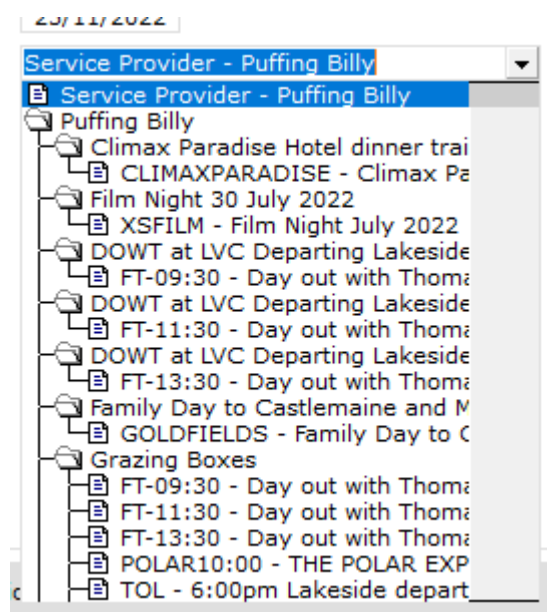 23/11/2022
Service Provider - Puffing Billy
Service Provider - Puffing Billy
Puffing Billy
Climax Paradise Hotel dinner trai
CLIMAXPARADISE - Climax Pa
Film Night 30 July 2022
XSFILM - Film Night July 2022
DOWT at LVC Departing Lakeside
FT-09:30 - Day out with Thoma
DOWT at LVC Departing Lakeside
FT-11:30 - Day out with Thoma
DOWT at LVC Departing Lakeside
FT-13:30 - Day out with Thoma
Family Day to Castlemaine and M
GOLDFIELDS - Family Day to C
Grazing Boxes
FT-09:30 - Day out with Thoma
FT-11:30 - Day out with Thoma
FT-13:30 - Day out with Thoma
POLAR10:00 - THE POLAR EXP
TOL - 6:00pm Lakeside depart